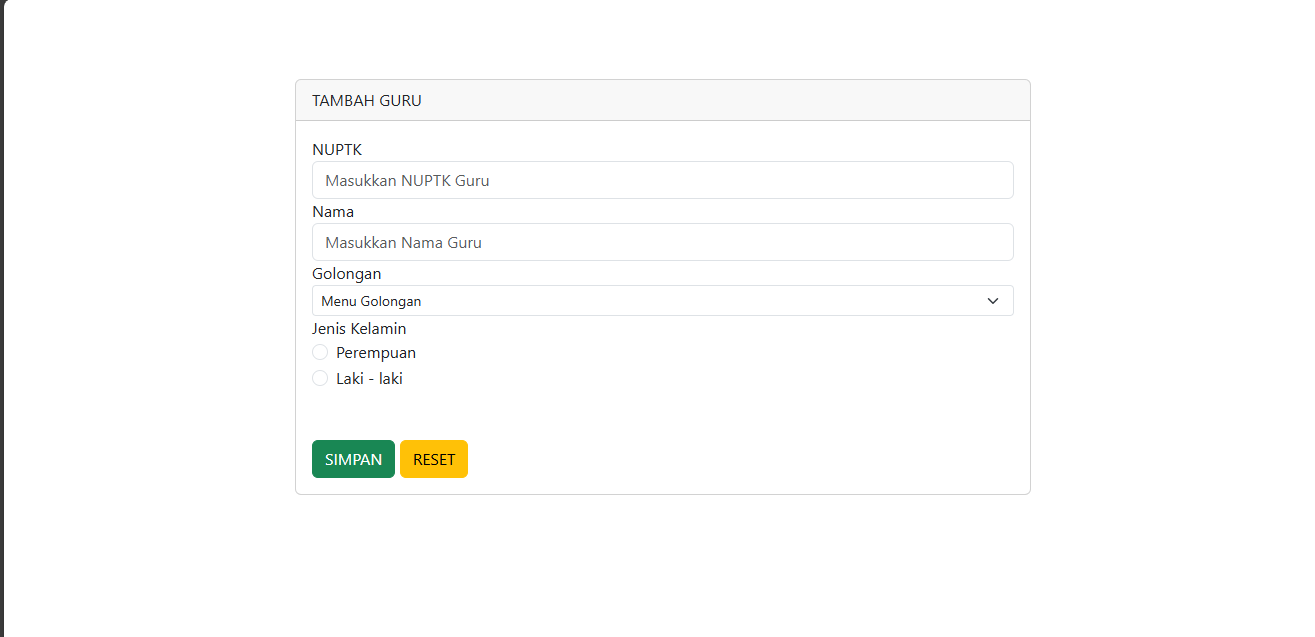 TAMBAH GURU
NUPTK
Masukkan NUPTK Guru
Nama
Masukkan Nama Guru
Golongan
Menu Golongan
Jenis Kelamin
Perempuan
Laki - laki
SIMPAN RESET